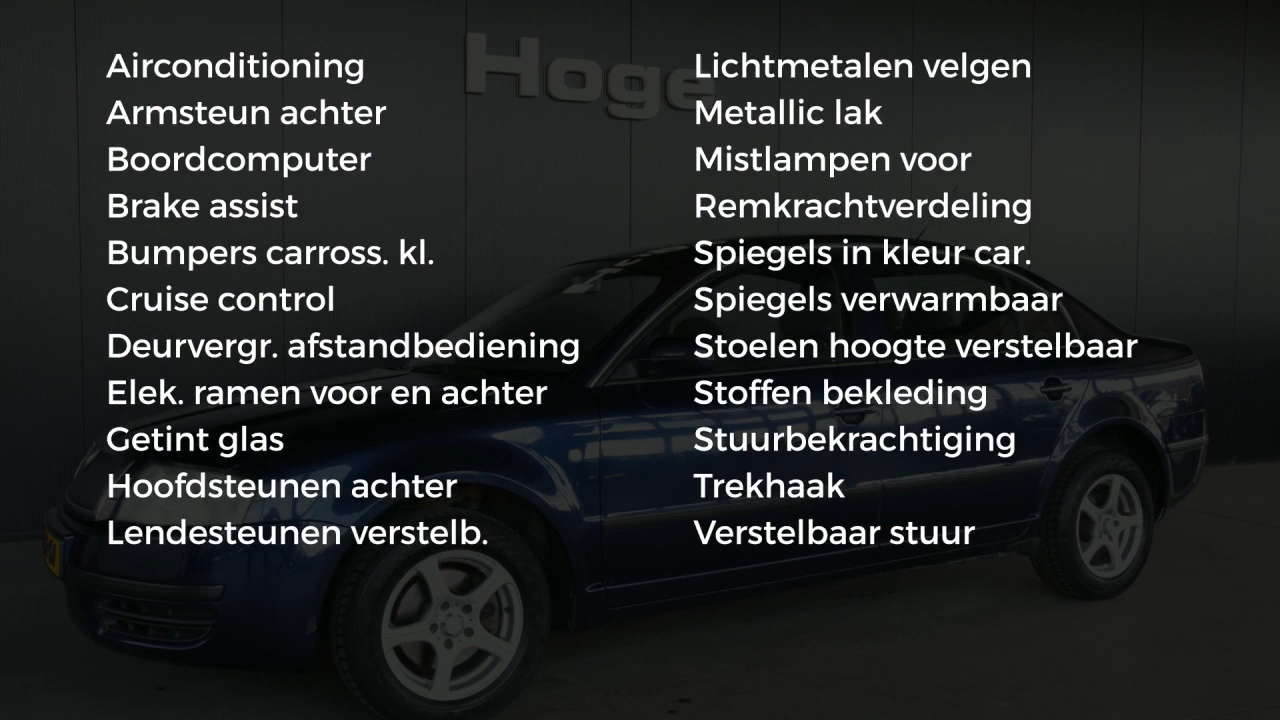 Hoge
Airconditioning
Armsteun achter
Boordcomputer
Brake assist
Bumpers carross. kl.
Cruise control
Deurvergr. afstandbediening
Elek. ramen voor en achter
Getint glas
Hoofdsteunen achter
Lendesteunen verstelb.
Lichtmetalen velgen
Metallic lak
Mistlampen voor
Remkrachtverdeling
Spiegels in kleur car.
Spiegels verwarmbaar
Stoelen hoogte verstelbaar
Stoffen bekleding
Stuurbekrachtiging
Trekhaak
Verstelbaar stuur